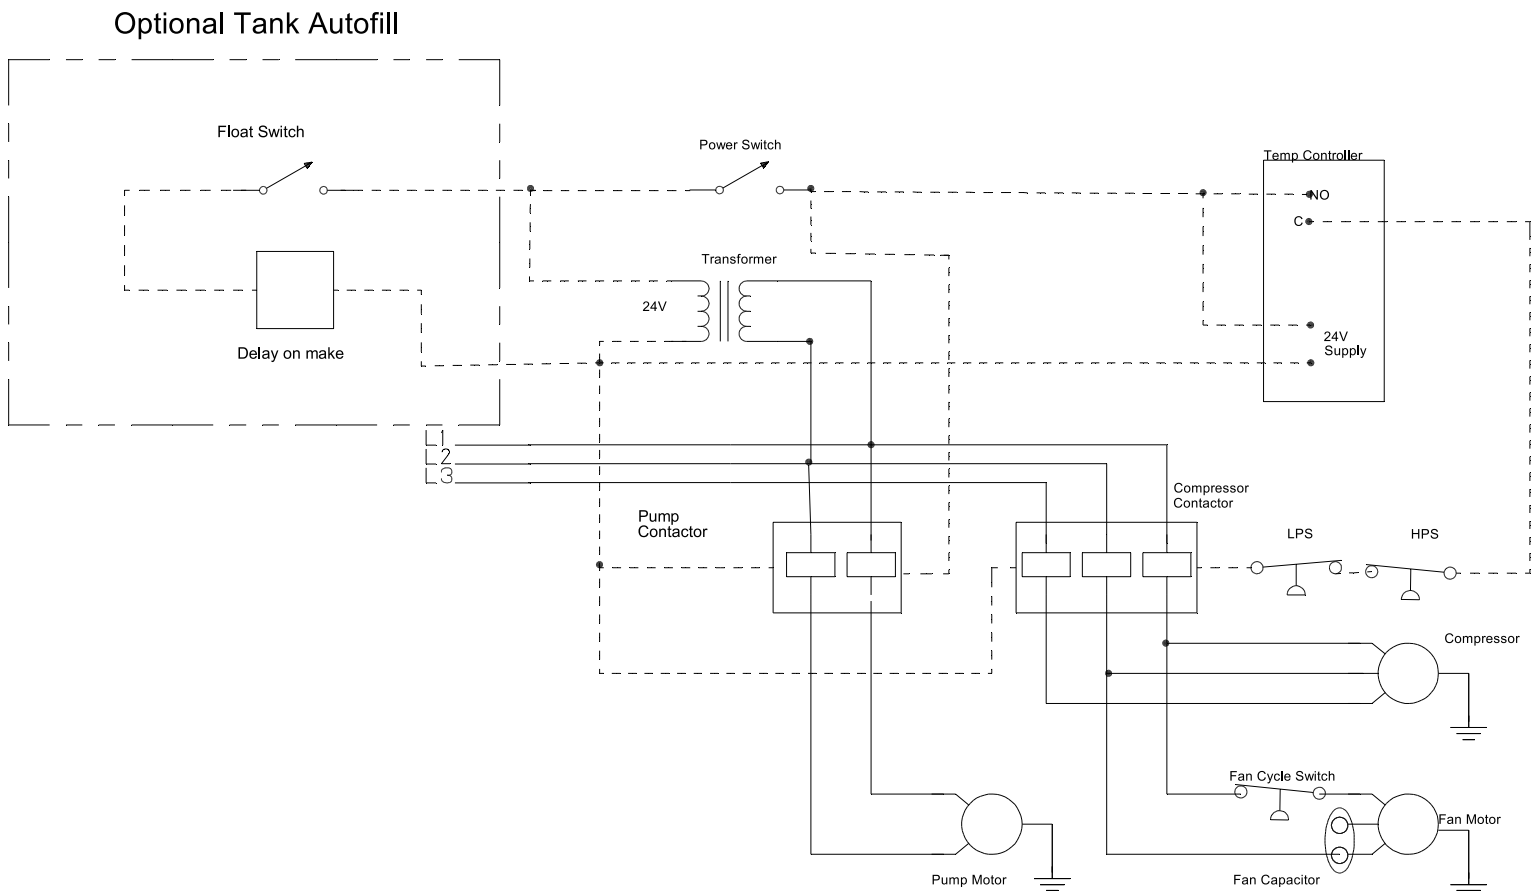 Optional Tank Autofill
Float Switch
Power Switch
Temp Controller
NO
C
Transformer
24V
24V
Supply
Delay on make
L1
L2
L3
Pump
Contactor
Compressor
Contactor
LPS
HPS
Compressor
Fan Cycle Switch
Fan Motor
Pump Motor
Fan Capacitor